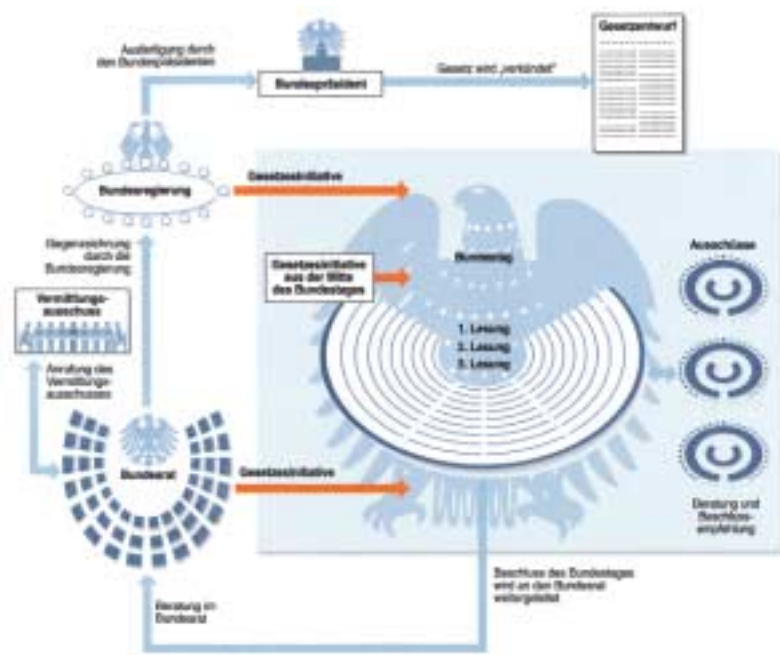 Gesetzentwurf
Ausfertigung durch
den Bundespräsidenten
Bundespräsident
Gesetz wird „verkündet“
Bundesregierung
Gesetzesinitiative
Gegenzeichnung
durch die
Bundesregierung
Gesetzesinitiative
aus der Mitte
des Bundestages
Bundestag
Ausschüsse
Vermittlungs-
ausschuss
1. Lesung
2. Lesung
3. Lesung
Anrufung des
Vermittlungs-
ausschusses
Bundesrat
Gesetzesinitiative
Beratung und
Beschluss-
empfehlung
Beschluss des Bundestages
wird an den Bundesrat
weitergeleitet
Beratung im
Bundesrat